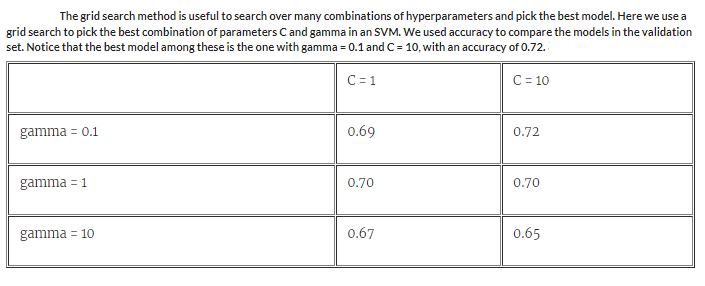 The grid search method is useful to search over many combinations of hyperparameters and pick the best model. Here we use a
grid search to pick the best combination of parameters C and gamma in an SVM. We used accuracy to compare the models in the validation
set. Notice that the best model among these is the one with gamma = 0.1 and C = 10, with an accuracy of 0.72.
C = 1 C = 10
gamma = 0.1 0.69 0.72
gamma = 1 0.70 0.70
gamma = 10 0.67 0.65